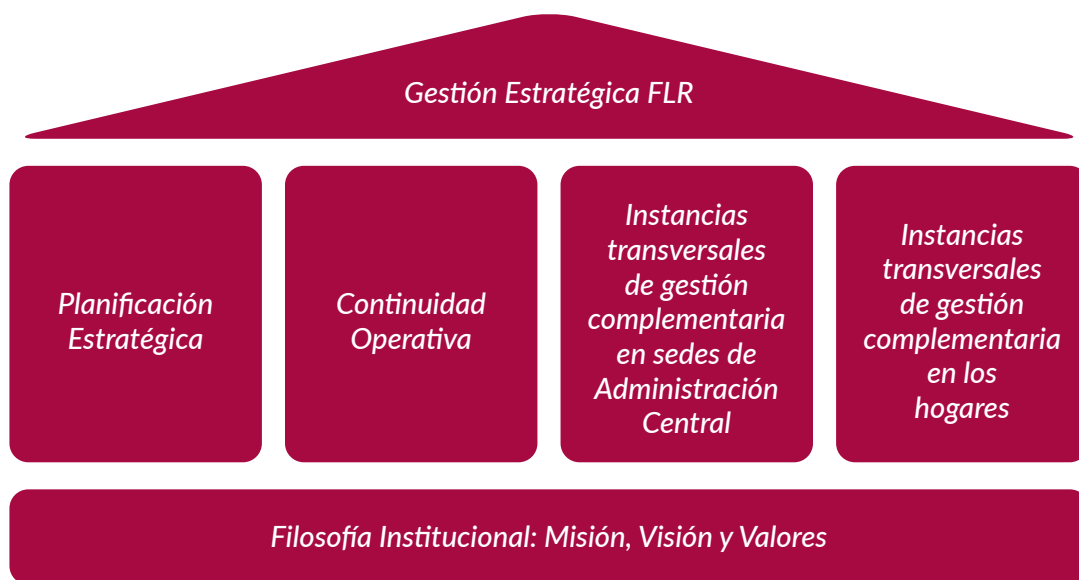 Gestión Estratégica FLR
Planificación
Estratégica
Continuidad
Operativa
Instancias
transversales
de gestión
complementaria
en sedes de
Administración
Central
Instancias
transversales
de gestión
complementaria
en los
hogares
Filosofía Institucional: Misión, Visión y Valores